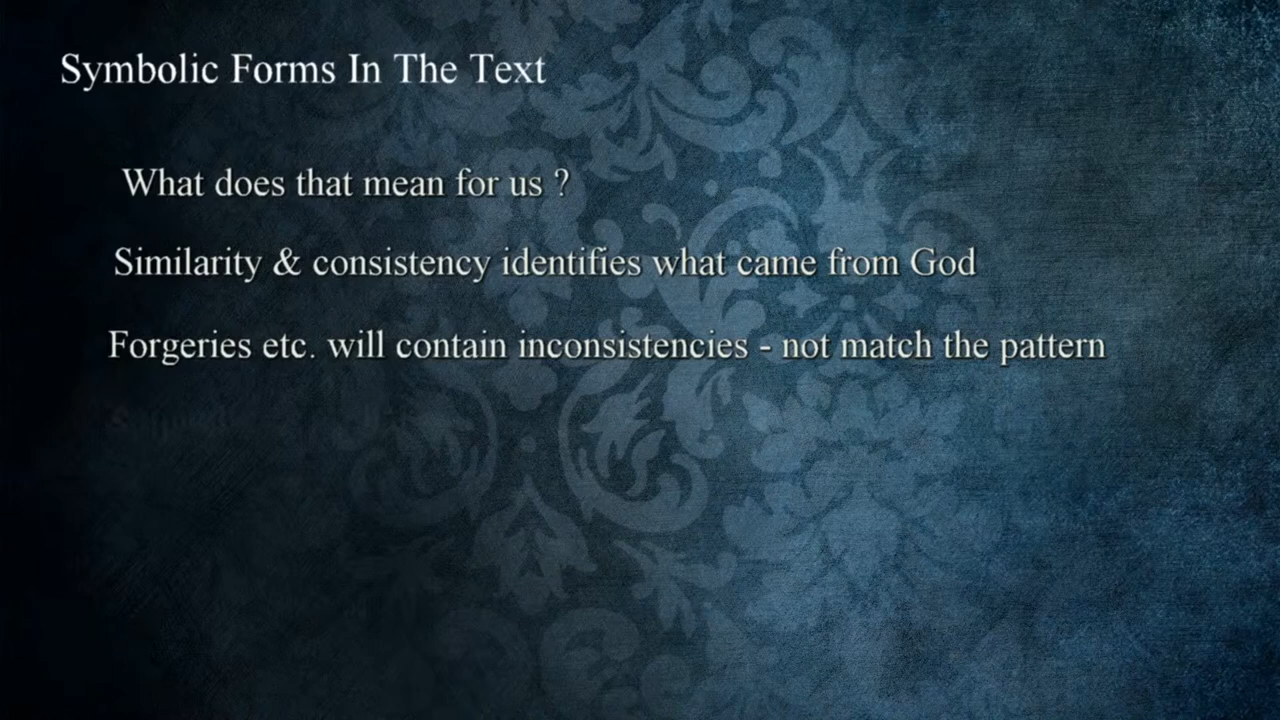 Symbolic Forms In The Text
What does that mean for us ?
Similarity & consistency identifies what came from God
Forgeries etc. will contain inconsistencies - not match the pattern